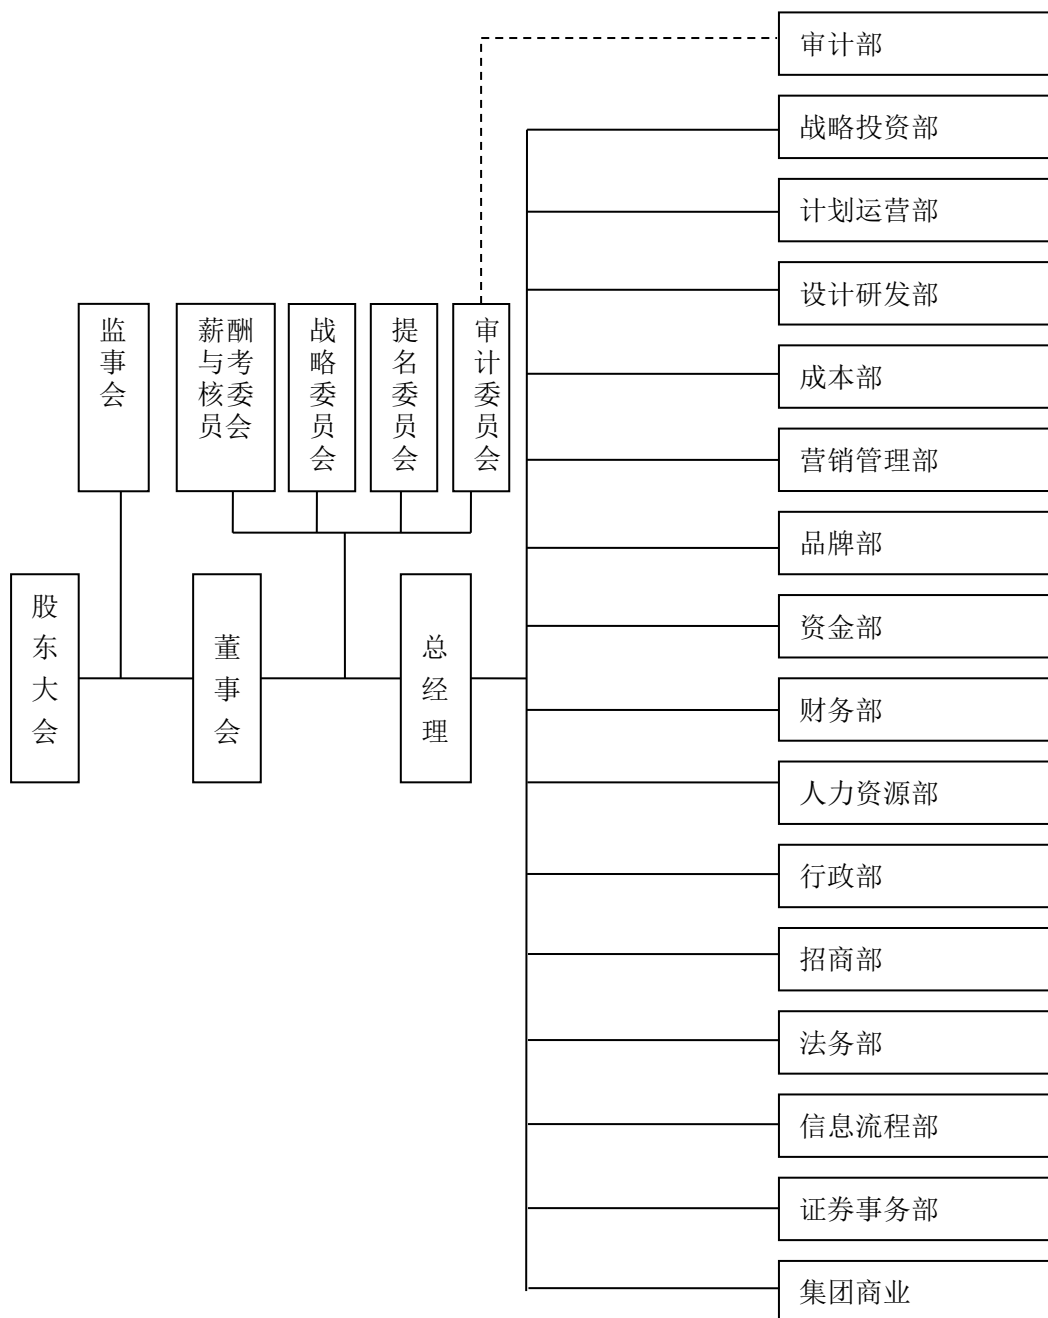 审计部
战略投资部
计划运营部
设计研发部
监事会
薪酬
与考
核委
员会
战略委员会
提名委员会
审计委员会
成本部
营销管理部
品牌部
股东大会
董事会
总经理
资金部
财务部
人力资源部
行政部
招商部
法务部
信息流程部
证券事务部
集团商业